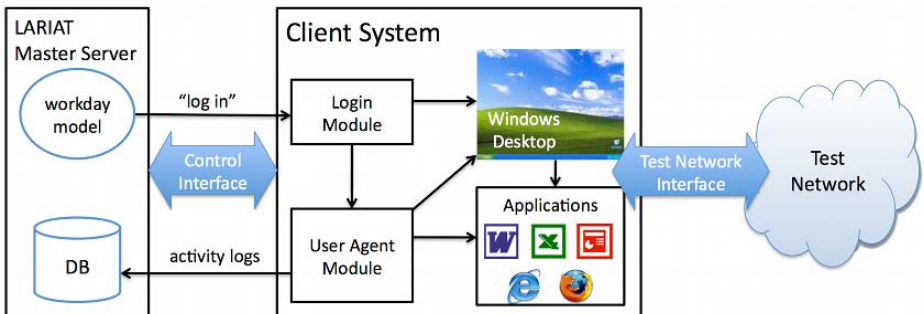 LARIAT
Master Server
workday
model
DB
"log in"
Control
Interface
activity logs
Client System
Login
Module
User Agent
Module
Windows
Desktop
Applications
W
X
Test Network
Interface
Test
Network